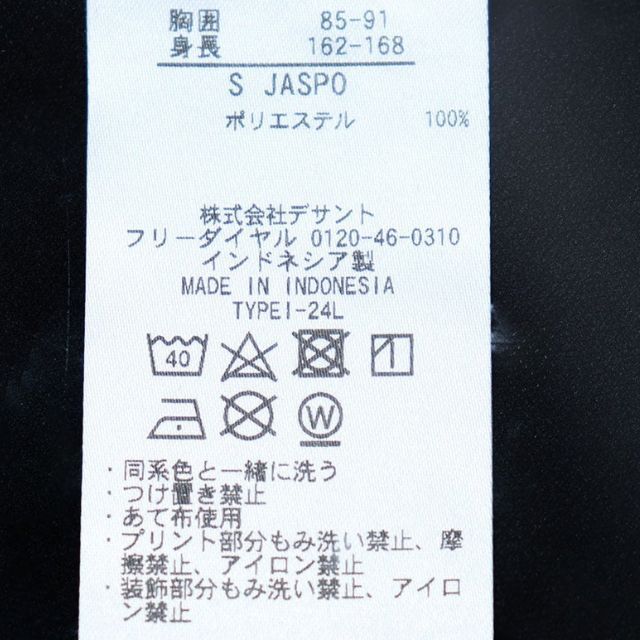 胸囲 85-91
身長 162-168
S JASPO
ポリエステル 100%
株式会社デサント
フリーダイヤル 0120-46-0310
インドネシア製
MADE IN INDONESIA
TYPEI-24L
40
W
・同系色と一緒に洗う
・つけ置き禁止
・あて布使用
・プリント部分もみ洗い禁止、摩
擦禁止、アイロン禁止
・装飾部分もみ洗い禁止、アイロ
ン禁止